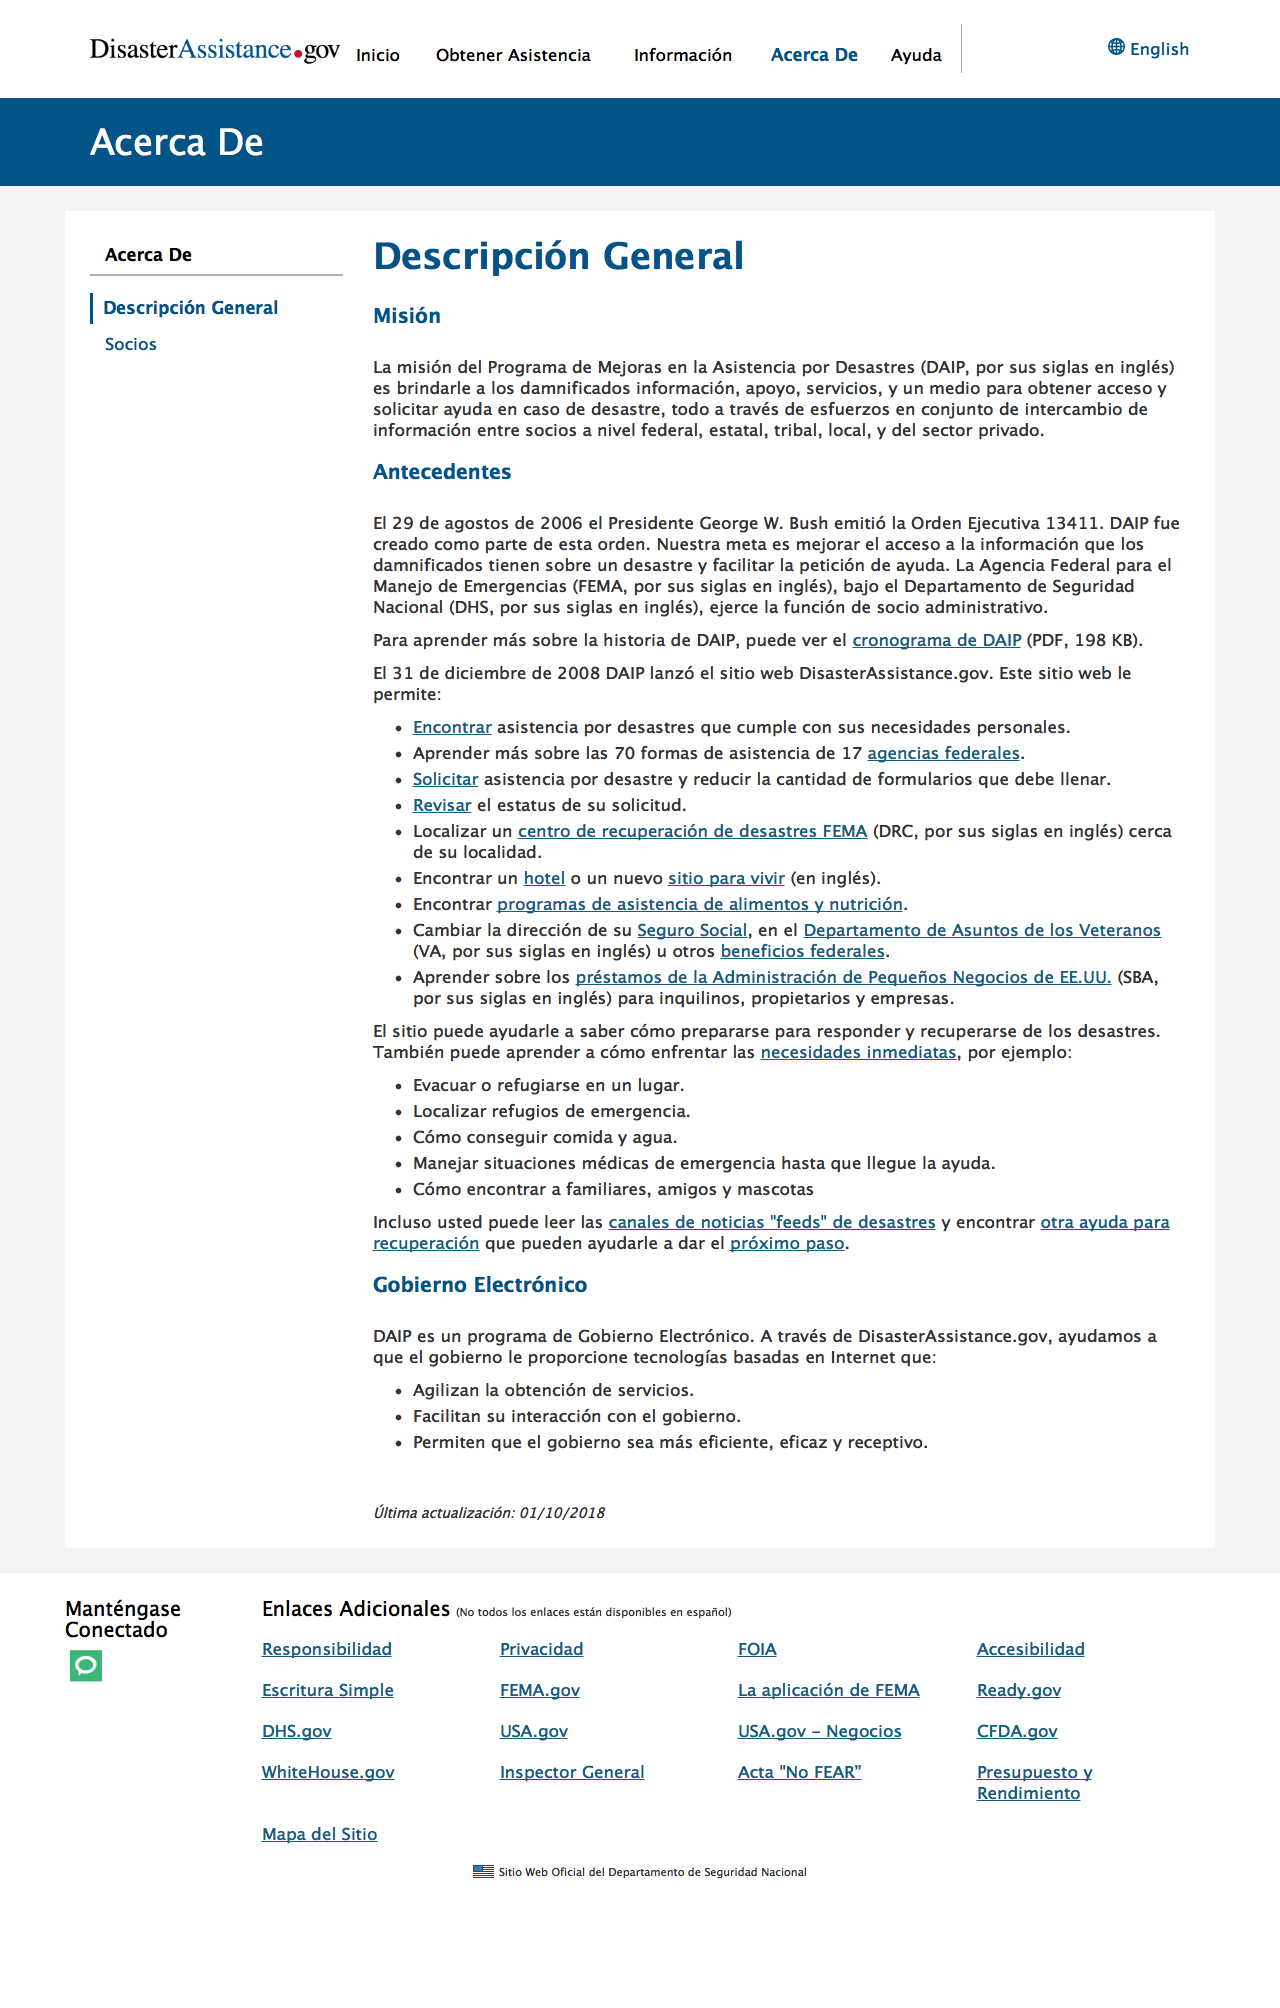 DisasterAssistance.gov
Inicio
Obtener Asistencia
Información
Acerca De
Ayuda
English
Acerca De
Acerca De
Descripción General
Socios
Descripción General
Misión
La misión del Programa de Mejoras en la Asistencia por Desastres (DAIP, por sus siglas en inglés)
es brindarle a los damnificados información, apoyo, servicios, y un medio para obtener acceso y
solicitar ayuda en caso de desastre, todo a través de esfuerzos en conjunto de intercambio de
información entre socios a nivel federal, estatal, tribal, local, y del sector privado.
Antecedentes
El 29 de agostos de 2006 el Presidente George W. Bush emitió la Orden Ejecutiva 13411. DAIP fue
creado como parte de esta orden. Nuestra meta es mejorar el acceso a la información que los
damnificados tienen sobre un desastre y facilitar la petición de ayuda. La Agencia Federal para el
Manejo de Emergencias (FEMA, por sus siglas en inglés), bajo el Departamento de Seguridad
Nacional (DHS, por sus siglas en inglés), ejerce la función de socio administrativo.
Para aprender más sobre la historia de DAIP, puede ver el cronograma de DAIP (PDF, 198 KB).
El 31 de diciembre de 2008 DAIP lanzó el sitio web DisasterAssistance.gov. Este sitio web le
permite:
• Encontrar asistencia por desastres que cumple con sus necesidades personales.
• Aprender más sobre las 70 formas de asistencia de 17 agencias federales.
• Solicitar asistencia por desastre y reducir la cantidad de formularios que debe llenar.
• Revisar el estatus de su solicitud.
• Localizar un centro de recuperación de desastres FEMA (DRC, por sus siglas en inglés) cerca
de su localidad.
• Encontrar un hotel o un nuevo sitio para vivir (en inglés).
• Encontrar programas de asistencia de alimentos y nutrición.
• Cambiar la dirección de su Seguro Social, en el Departamento de Asuntos de los Veteranos
(VA, por sus siglas en inglés) u otros beneficios federales.
• Aprender sobre los préstamos de la Administración de Pequeños Negocios de EE.UU. (SBA,
por sus siglas en inglés) para inquilinos, propietarios y empresas.
El sitio puede ayudarle a saber cómo prepararse para responder y recuperarse de los desastres.
También puede aprender a cómo enfrentar las necesidades inmediatas, por ejemplo:
• Evacuar o refugiarse en un lugar.
• Localizar refugios de emergencia.
• Cómo conseguir comida y agua.
• Manejar situaciones médicas de emergencia hasta que llegue la ayuda.
• Cómo encontrar a familiares, amigos y mascotas
Incluso usted puede leer las canales de noticias "feeds" de desastres y encontrar otra ayuda para
recuperación que pueden ayudarle a dar el próximo paso.
Gobierno Electrónico
DAIP es un programa de Gobierno Electrónico. A través de DisasterAssistance.gov, ayudamos a
que el gobierno le proporcione tecnologías basadas en Internet que:
• Agilizan la obtención de servicios.
• Facilitan su interacción con el gobierno.
• Permiten que el gobierno sea más eficiente, eficaz y receptivo.
Última actualización: 01/10/2018
Manténgase
Conectado
Enlaces Adicionales (No todos los enlaces están disponibles en español)
Responsibilidad
Privacidad
FOIA
Accesibilidad
Escritura Simple
FEMA.gov
La aplicación de FEMA
Ready.gov
DHS.gov
USA.gov
USA.gov – Negocios
CFDA.gov
WhiteHouse.gov
Inspector General
Acta "No FEAR”
Presupuesto y
Rendimiento
Mapa del Sitio
Sitio Web Oficial del Departamento de Seguridad Nacional